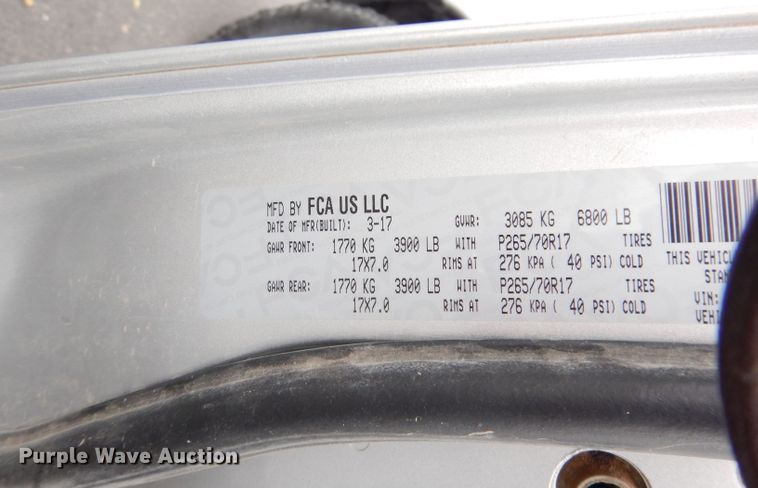 MFD BY FCA US LLC
DATE OF MFR(BUILT): 3-17 GVWR: 3085 KG 6800 LB
GAWR FRONT: 1770 KG 3900 LB WITH P265/70R17 TIRES
17X7.0 RIMS AT 276 KPA ( 40 PSI) COLD
GAWR REAR: 1770 KG 3900 LB WITH P265/70R17 TIRES
17X7.0 RIMS AT 276 KPA ( 40 PSI) COLD
THIS VEHICL
STAN
VIN:
VEHI
Purple Wave Auction